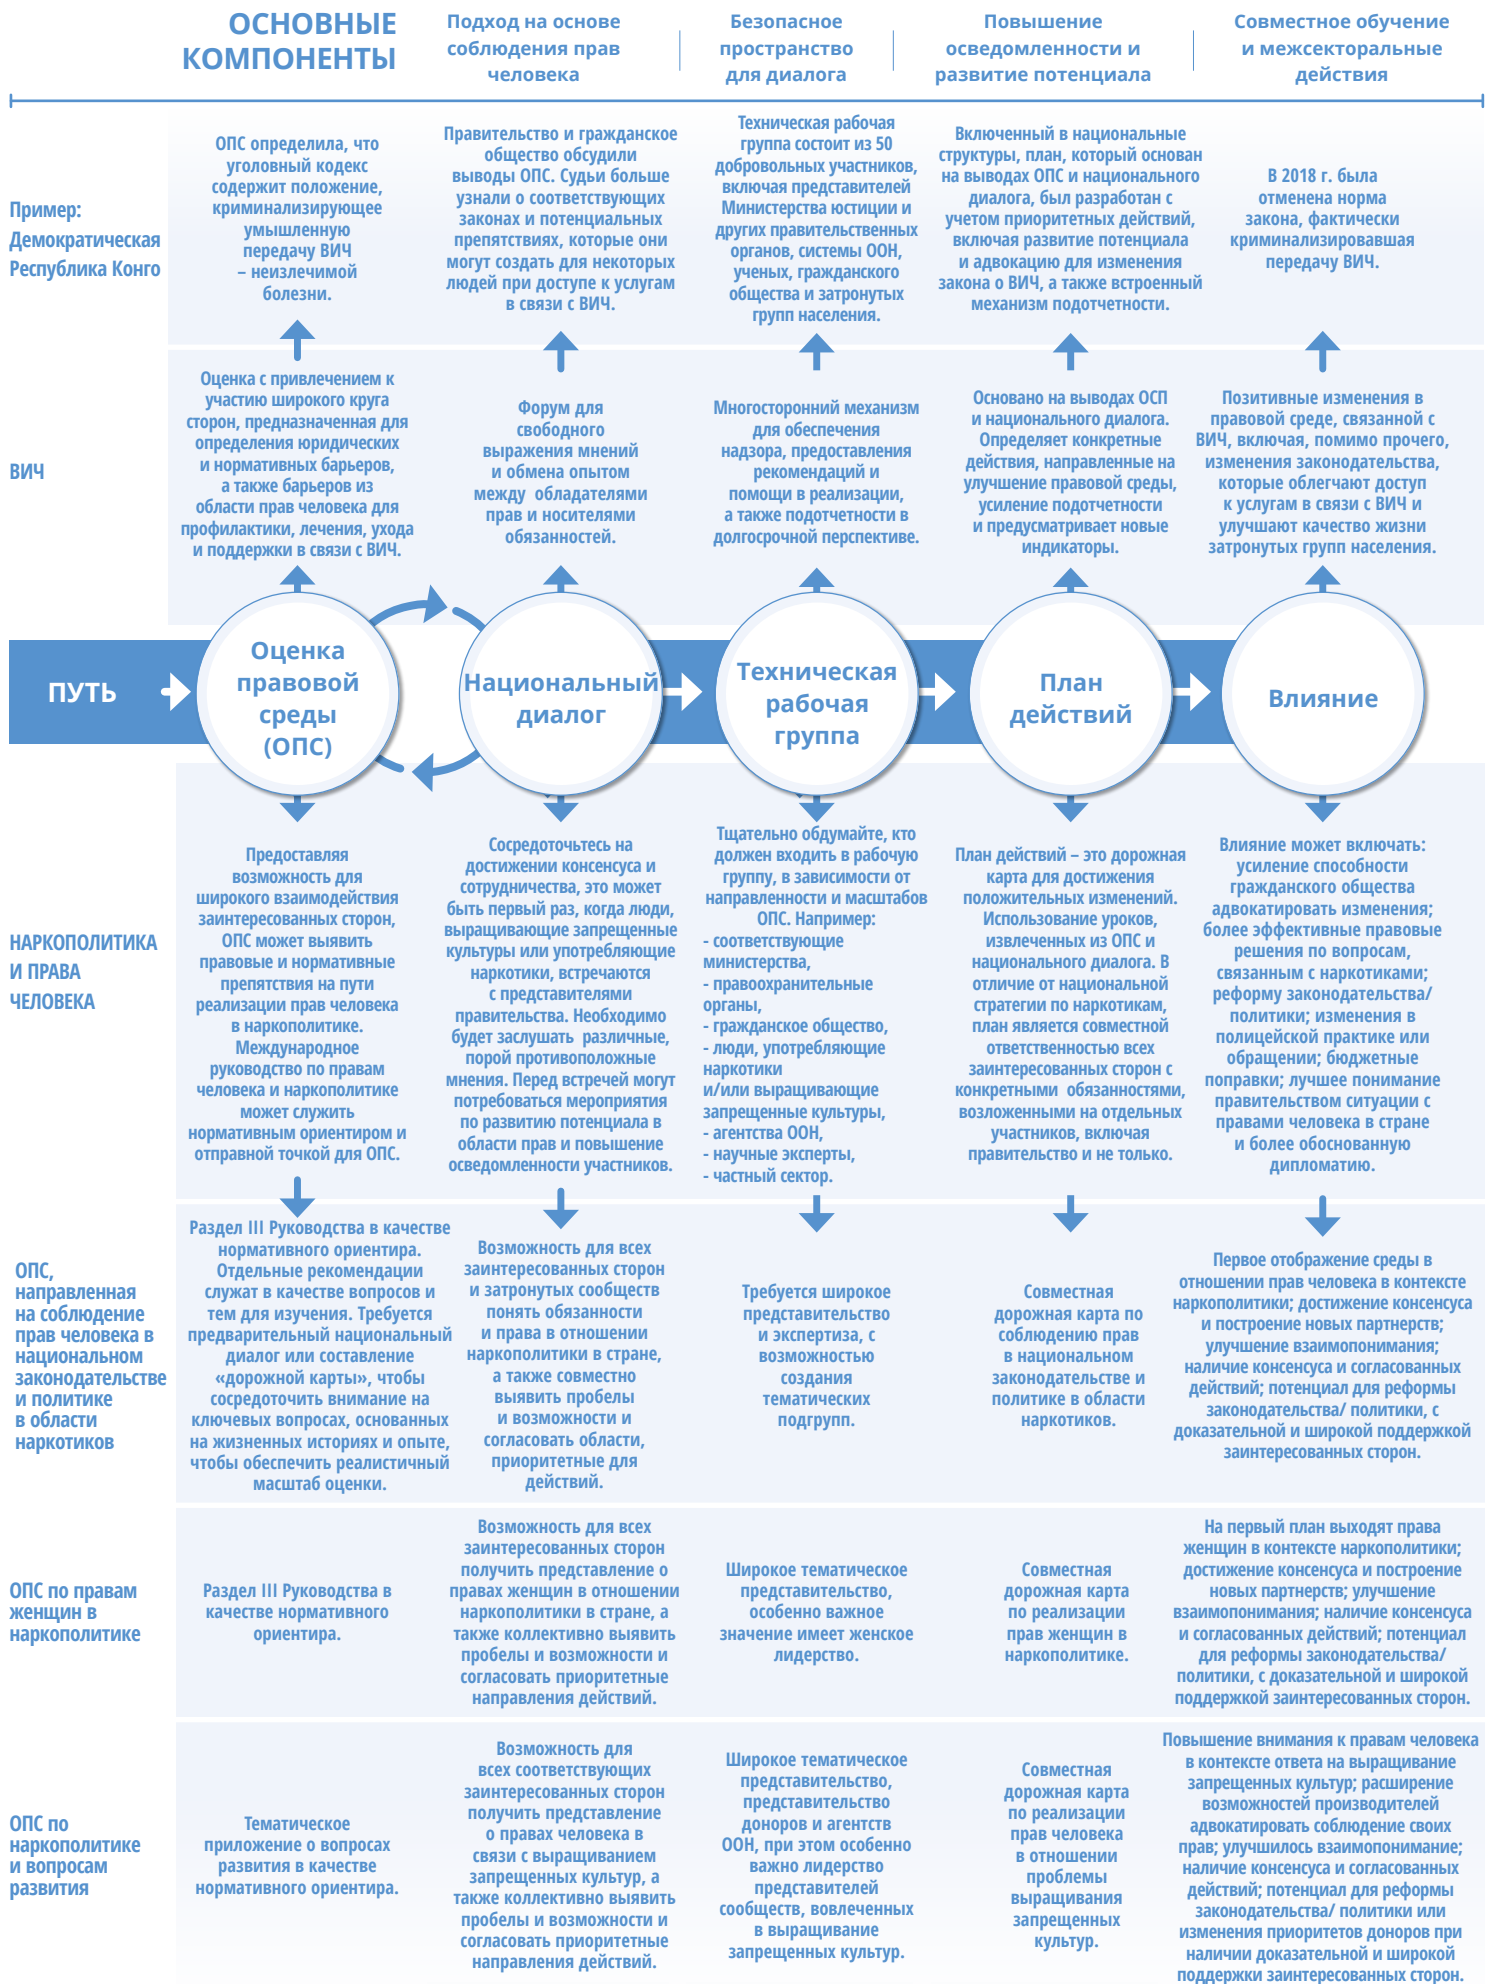 ОСНОВНЫЕ
КОМПОНЕНТЫ
Подход на основе
соблюдения прав
человека
Безопасное
пространство
для диалога
Повышение
осведомленности и
развитие потенциала
Совместное обучение
и межсекторальные
действия
Пример:
Демократическая
Республика Конго
ОПС определила, что
уголовный кодекс
содержит положение,
криминализирующее
умышленную
передачу ВИЧ
– неизлечимой
болезни.
Правительство и гражданское
общество обсудили
выводы ОПС. Судьи больше
узнали о соответствующих
законах и потенциальных
препятствиях, которые они
могут создать для некоторых
людей при доступе к услугам
в связи с ВИЧ.
Техническая рабочая
группа состоит из 50
добровольных участников,
включая представителей
Министерства юстиции и
других правительственных
органов, системы ООН,
ученых, гражданского
общества и затронутых
групп населения.
Включенный в национальные
структуры, план, который основан
на выводах ОПС и национального
диалога, был разработан с
учетом приоритетных действий,
включая развитие потенциала
и адвокацию для изменения
закона о ВИЧ, а также встроенный
механизм подотчетности.
В 2018 г. была
отменена норма
закона, фактически
криминализировавшая
передачу ВИЧ.
ВИЧ
Оценка с привлечением к
участию широкого круга
сторон, предназначенная для
определения юридических
и нормативных барьеров,
а также барьеров из
области прав человека для
профилактики, лечения, ухода
и поддержки в связи с ВИЧ.
Форум для
свободного
выражения мнений
и обмена опытом
между обладателями
прав и носителями
обязанностей.
Многосторонний механизм
для обеспечения
надзора, предоставления
рекомендаций и
помощи в реализации,
а также подотчетности в
долгосрочной перспективе.
Основано на выводах ОСП
и национального диалога.
Определяет конкретные
действия, направленные на
улучшение правовой среды,
усиление подотчетности
и предусматривает новые
индикаторы.
Позитивные изменения в
правовой среде, связанной с
ВИЧ, включая, помимо прочего,
изменения законодательства,
которые облегчают доступ
к услугам в связи с ВИЧ и
улучшают качество жизни
затронутых групп населения.
ПУТЬ
Оценка
правовой
среды
(ОПС)
Национальный
диалог
Техническая
рабочая
группа
План
действий
Влияние
НАРКОПОЛИТИКА
И ПРАВА
ЧЕЛОВЕКА
Предоставляя
возможность для
широкого взаимодействия
заинтересованных сторон,
ОПС может выявить
правовые и нормативные
препятствия на пути
реализации прав человека
в наркополитике.
Международное
руководство по правам
человека и наркополитике
может служить
нормативным ориентиром и
отправной точкой для ОПС.
Сосредоточьтесь на
достижении консенсуса и
сотрудничества, это может
быть первый раз, когда люди,
выращивающие запрещенные
культуры или употребляющие
наркотики, встречаются
с представителями
правительства. Необходимо
будет заслушать различные,
порой противоположные
мнения. Перед встречей могут
потребоваться мероприятия
по развитию потенциала в
области прав и повышение
осведомленности участников.
Тщательно обдумайте, кто
должен входить в рабочую
группу, в зависимости от
направленности и масштабов
ОПС. Например:
- соответствующие
министерства,
- правоохранительные
органы,
- гражданское общество,
- люди, употребляющие
наркотики
и/или выращивающие
запрещенные культуры,
- агентства ООН,
- научные эксперты,
- частный сектор.
План действий – это дорожная
карта для достижения
положительных изменений.
Использование уроков,
извлеченных из ОПС и
национального диалога. В
отличие от национальной
стратегии по наркотикам,
план является совместной
ответственностью всех
заинтересованных сторон с
конкретными обязанностями,
возложенными на отдельных
участников, включая
правительство и не только.
Влияние может включать:
усиление способности
гражданского общества
адвокатировать изменения;
более эффективные правовые
решения по вопросам,
связанным с наркотиками;
реформу законодательства/
политики; изменения в
полицейской практике или
обращении; бюджетные
поправки; лучшее понимание
правительством ситуации с
правами человека в стране
и более обоснованную
дипломатию.
ОПС,
направленная
на соблюдение
прав человека в
национальном
законодательстве
и политике
в области
наркотиков
Раздел III Руководства в качестве
нормативного ориентира.
Отдельные рекомендации
служат в качестве вопросов и
тем для изучения. Требуется
предварительный национальный
диалог или составление
«дорожной карты», чтобы
сосредоточить внимание на
ключевых вопросах, основанных
на жизненных историях и опыте,
чтобы обеспечить реалистичный
масштаб оценки.
Возможность для всех
заинтересованных сторон
и затронутых сообществ
понять обязанности
и права в отношении
наркополитики в стране,
а также совместно
выявить пробелы
и возможности и
согласовать области,
приоритетные для
действий.
Требуется широкое
представительство
и экспертиза, с
возможностью
создания
тематических
подгрупп.
Совместная
дорожная карта по
соблюдению прав
в национальном
законодательстве и
политике в области
наркотиков.
Первое отображение среды в
отношении прав человека в контексте
наркополитики; достижение консенсуса
и построение новых партнерств;
улучшение взаимопонимания;
наличие консенсуса и согласованных
действий; потенциал для реформы
законодательства/ политики, с
доказательной и широкой поддержкой
заинтересованных сторон.
ОПС по правам
женщин в
наркополитике
Раздел III Руководства в
качестве нормативного
ориентира.
Возможность для всех
заинтересованных сторон
получить представление о
правах женщин в отношении
наркополитики в стране, а
также коллективно выявить
пробелы и возможности и
согласовать приоритетные
направления действий.
Широкое тематическое
представительство,
особенно важное
значение имеет женское
лидерство.
Совместная
дорожная карта
по реализации
прав женщин в
наркополитике.
На первый план выходят права
женщин в контексте наркополитики;
достижение консенсуса и построение
новых партнерств; улучшение
взаимопонимания; наличие консенсуса
и согласованных действий; потенциал
для реформы законодательства/
политики, с доказательной и широкой
поддержкой заинтересованных сторон.
ОПС по
наркополитике
и вопросам
развития
Тематическое
приложение о вопросах
развития в качестве
нормативного ориентира.
Возможность для
всех соответствующих
заинтересованных сторон
получить представление
о правах человека в
связи с выращиванием
запрещенных культур, а
также коллективно выявить
пробелы и возможности и
согласовать приоритетные
направления действий.
Широкое тематическое
представительство,
представительство
доноров и агентств
ООН, при этом особенно
важно лидерство
представителей
сообществ, вовлеченных
в выращивание
запрещенных культур.
Совместная
дорожная карта
по реализации
прав человека
в отношении
проблемы
выращивания
запрещенных
культур.
Повышение внимания к правам человека
в контексте ответа на выращивание
запрещенных культур; расширение
возможностей производителей
адвокатировать соблюдение своих
прав; улучшилось взаимопонимание;
наличие консенсуса и согласованных
действий; потенциал для реформы
законодательства/ политики или
изменения приоритетов доноров при
наличии доказательной и широкой
поддержки заинтересованных сторон.